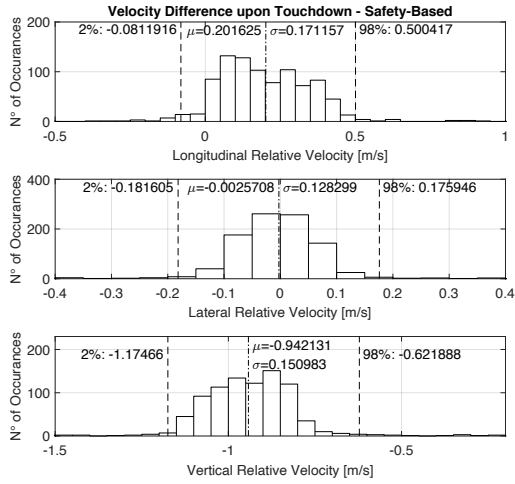 Velocity Difference upon Touchdown - Safety-Based
2%: -0.0811916 μ=0.201625 σ=0.171157 98%: 0.500417
N° of Occurances
200
100
0
-0.5 0 0.5 1
Longitudinal Relative Velocity [m/s]
2%: -0.181605 μ=-0.0025708 σ=0.128299 98%: 0.175946
N° of Occurances
400
200
0
-0.4 -0.3 -0.2 -0.1 0 0.1 0.2 0.3 0.4
Lateral Relative Velocity [m/s]
μ=-0.942131
2%: -1.17466 98%: -0.621888
σ=0.150983
N° of Occurances
200
100
0
-1.5 -1 -0.5
Vertical Relative Velocity [m/s]